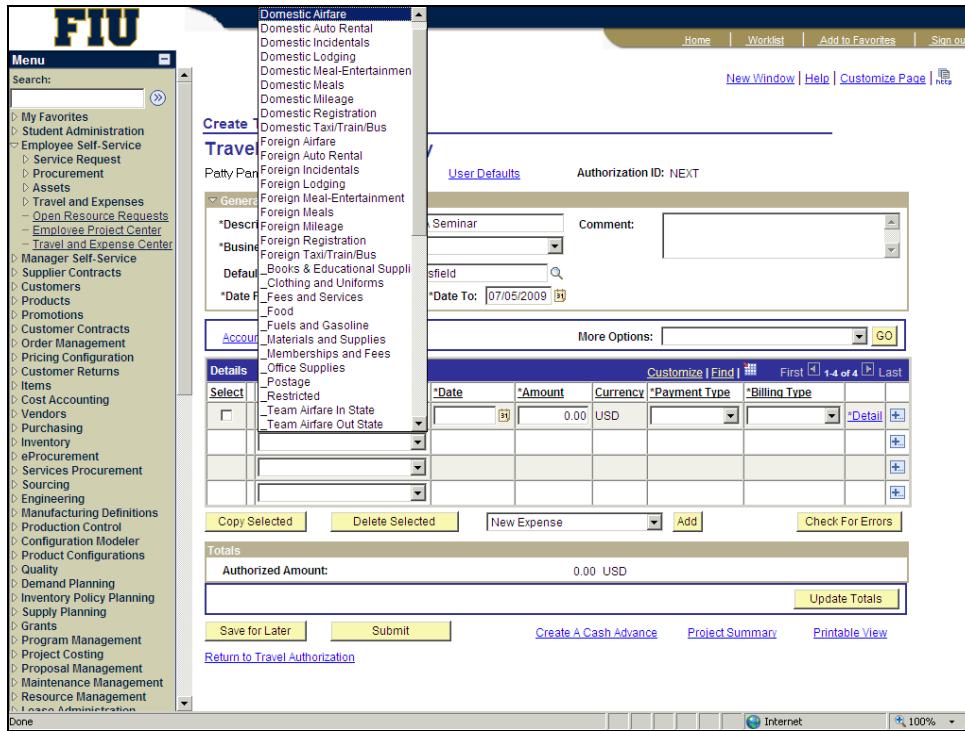 FIU
Home
Worklist
Add to Favorites
Sign ou
Menu
Search:
My Favorites
Student Administration
Employee Self-Service
Service Request
Procurement
Assets
Travel and Expenses
Open Resource Requests
Employee Project Center
Travel and Expense Center
Manager Self-Service
Supplier Contracts
Customers
Products
Promotions
Customer Contracts
Order Management
Pricing Configuration
Customer Returns
Items
Cost Accounting
Vendors
Purchasing
Inventory
eProcurement
Services Procurement
Sourcing
Engineering
Manufacturing Definitions
Production Control
Configuration Modeler
Product Configurations
Quality
Demand Planning
Inventory Policy Planning
Supply Planning
Grants
Program Management
Project Costing
Proposal Management
Maintenance Management
Resource Management
Lease Administration
New Window | Help | Customize Page | http
Domestic Airfare
Domestic Auto Rental
Domestic Incidentals
Domestic Lodging
Domestic Meal-Entertainmen
Domestic Meals
Domestic Mileage
Domestic Registration
Domestic Taxi/Train/Bus
Foreign Airfare
Foreign Auto Rental
Foreign Incidentals
Foreign Lodging
Foreign Meal-Entertainment
Foreign Meals
Foreign Mileage
Foreign Registration
Foreign Taxi/Train/Bus
_Books & Educational Suppli
_Clothing and Uniforms
_Fees and Services
_Food
_Fuels and Gasoline
_Materials and Supplies
_Memberships and Fees
_Office Supplies
_Postage
_Restricted
_Team Airfare In State
_Team Airfare Out State
Create T
Travel y
Patty Pan User Defaults Authorization ID: NEXT
Genera
*Descri Seminar Comment:
*Busine
Defaul sfield
*Date F *Date To: 07/05/2009
Accou More Options: GO
Details Customize | Find | First 1-4 of 4 Last
Select *Date *Amount Currency *Payment Type *Billing Type
0.00 USD *Detail
Copy Selected Delete Selected New Expense Add Check For Errors
Totals
Authorized Amount: 0.00 USD
Update Totals
Save for Later Submit Create A Cash Advance Project Summary Printable View
Return to Travel Authorization
Done Internet 100%